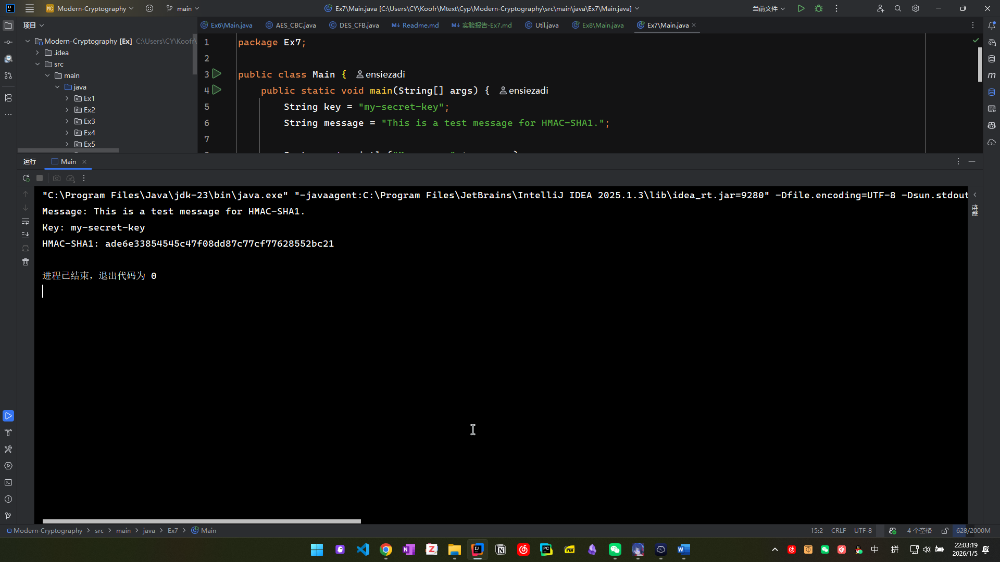 Modern-Cryptography
main
Ex7\Main.java [C:\Users\CY\Koofr\Mtext\Cyp\Modern-Cryptography\src\main\java\Ex7\Main.java]
当前文件
项目
Ex6\Main.java
AES_CBC.java
DES_CFB.java
Readme.md
实验报告-Ex7.md
Util.java
Ex8\Main.java
Ex7\Main.java
Modern-Cryptography [Ex] C:\Users\CY\Koofr\
.idea
src
main
java
Ex1
Ex2
Ex3
Ex4
Ex5
1 package Ex7;
2
3 public class Main { ensiezadi
4 public static void main(String[] args) { ensiezadi
5 String key = "my-secret-key";
6 String message = "This is a test message for HMAC-SHA1.";
7
运行
Main
"C:\Program Files\Java\jdk-23\bin\java.exe" "-javaagent:C:\Program Files\JetBrains\IntelliJ IDEA 2025.1.3\lib\idea_rt.jar=9280" -Dfile.encoding=UTF-8 -Dsun.stdout
Message: This is a test message for HMAC-SHA1.
Key: my-secret-key
HMAC-SHA1: ade6e33854545c47f08dd87c77cf77628552bc21
进程已结束，退出代码为 0
性能
Modern-Cryptography > src > main > java > Ex7 > Main
15:2 CRLF UTF-8 4 个空格 628/2000M
中 拼
22:03:19
2026/1/5